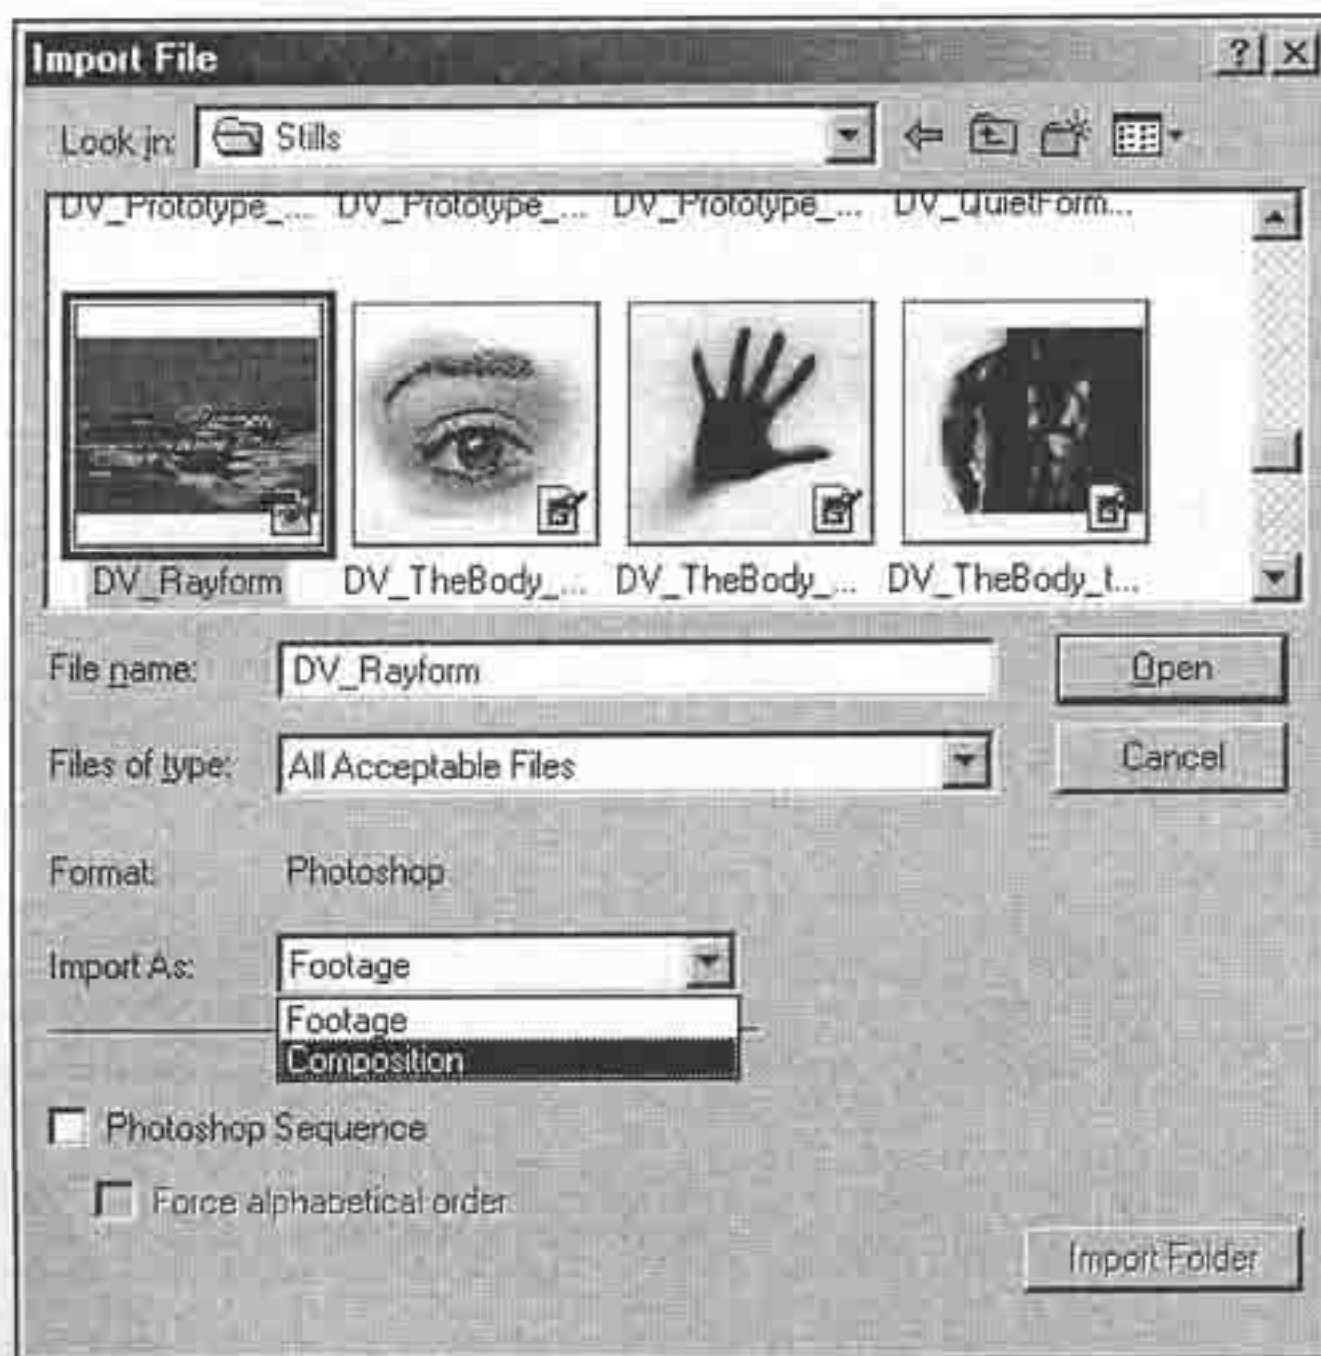 Import File
Look in: Stills
DV_Prototype_... DV_Prototype_... DV_Prototype_... DV_QuietForm...
DV_Rayform DV_TheBody_... DV_TheBody_... DV_TheBody_t...
File name: DV_Rayform Open
Files of type: All Acceptable Files Cancel
Format: Photoshop
Import As: Footage
Footage
Composition
Photoshop Sequence
Force alphabetical order
Import Folder